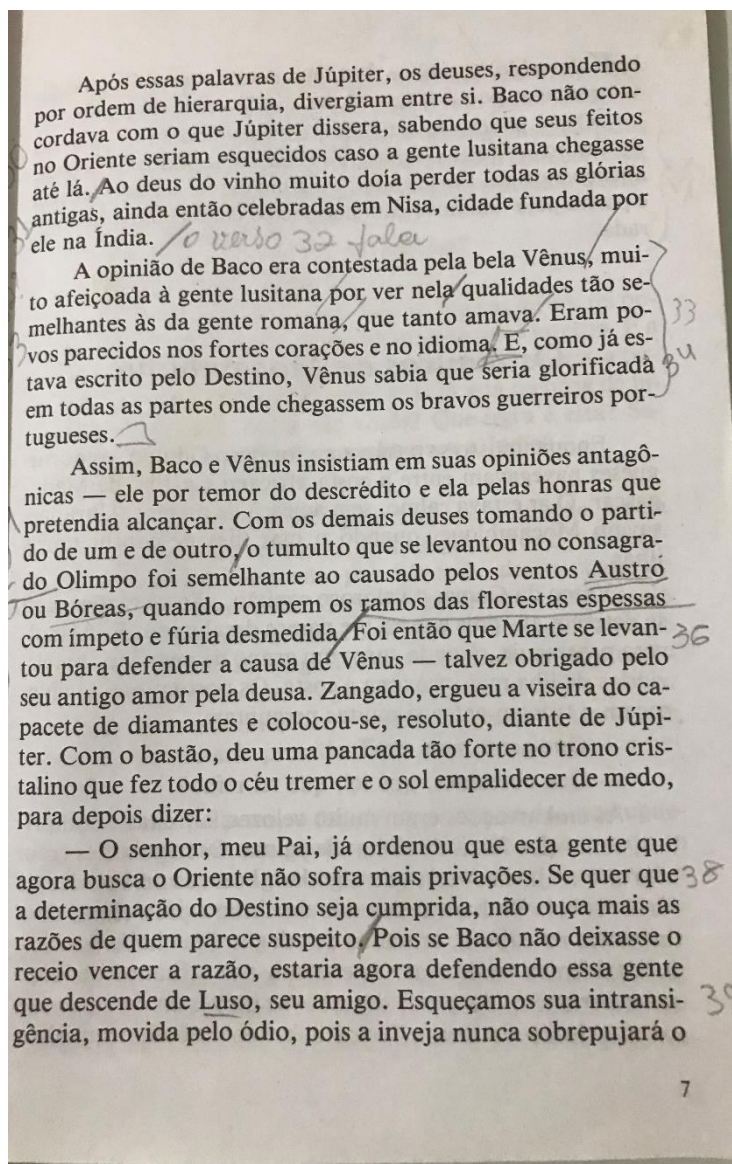 Após essas palavras de Júpiter, os deuses, respondendo
por ordem de hierarquia, divergiam entre si. Baco não con-
cordava com o que Júpiter dissera, sabendo que seus feitos
no Oriente seriam esquecidos caso a gente lusitana chegasse
até lá. Ao deus do vinho muito doía perder todas as glórias
antigas, ainda então celebradas em Nisa, cidade fundada por
ele na Índia. o verso 32 fala
A opinião de Baco era contestada pela bela Vênus, mui-
to afeiçoada à gente lusitana por ver nela qualidades tão se-
melhantes às da gente romana, que tanto amava. Eram po- 33
vos parecidos nos fortes corações e no idioma. E, como já es-
tava escrito pelo Destino, Vênus sabia que seria glorificada 34
em todas as partes onde chegassem os bravos guerreiros por-
tugueses.
Assim, Baco e Vênus insistiam em suas opiniões antagô-
nicas — ele por temor do descrédito e ela pelas honras que
pretendia alcançar. Com os demais deuses tomando o parti-
do de um e de outro, o tumulto que se levantou no consagra-
do Olimpo foi semelhante ao causado pelos ventos Austro
ou Bóreas, quando rompem os ramos das florestas espessas
com ímpeto e fúria desmedida. Foi então que Marte se levan- 36
tou para defender a causa de Vênus — talvez obrigado pelo
seu antigo amor pela deusa. Zangado, ergueu a viseira do ca-
pacete de diamantes e colocou-se, resoluto, diante de Júpi-
ter. Com o bastão, deu uma pancada tão forte no trono cris-
talino que fez todo o céu tremer e o sol empalidecer de medo,
para depois dizer:
— O senhor, meu Pai, já ordenou que esta gente que
agora busca o Oriente não sofra mais privações. Se quer que 38
a determinação do Destino seja cumprida, não ouça mais as
razões de quem parece suspeito. Pois se Baco não deixasse o
receio vencer a razão, estaria agora defendendo essa gente
que descende de Luso, seu amigo. Esqueçamos sua intransi-
gência, movida pelo ódio, pois a inveja nunca sobrepujará o
7